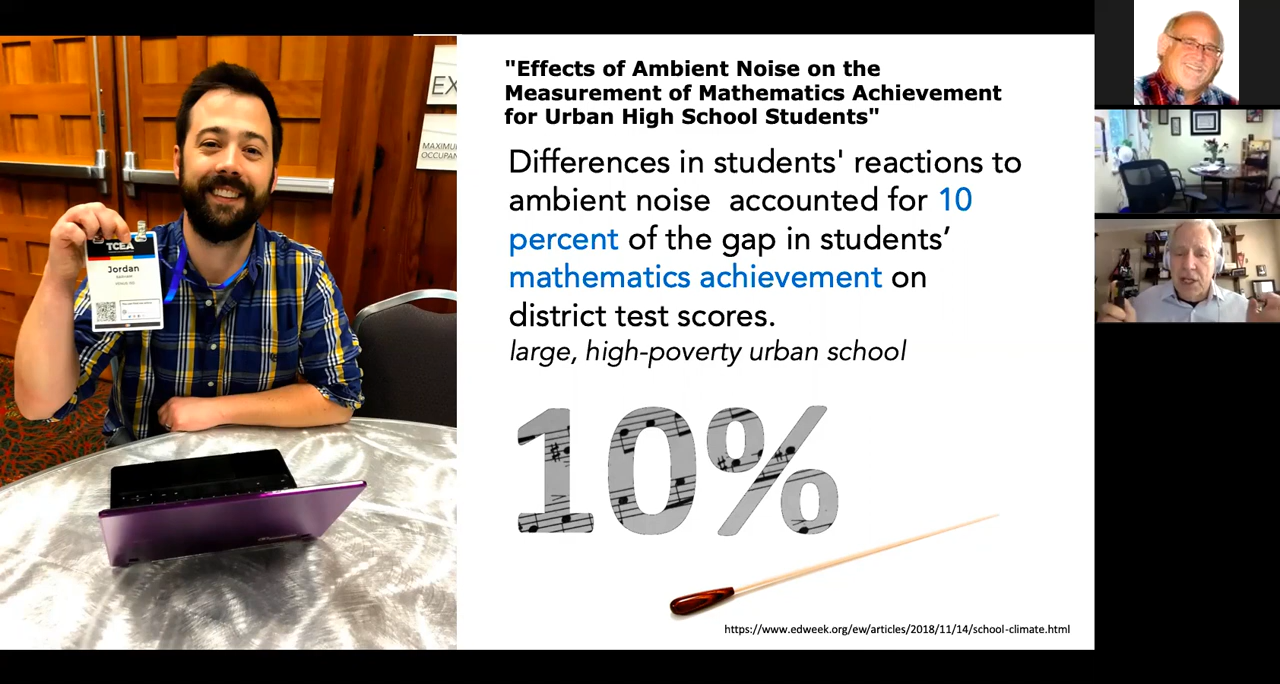 EX
MAXIMU
OCCUPAN
TCEA
Jordan
"Effects of Ambient Noise on the
Measurement of Mathematics Achievement
for Urban High School Students"
Differences in students' reactions to
ambient noise accounted for 10
percent of the gap in students’
mathematics achievement on
district test scores.
large, high-poverty urban school
10%
https://www.edweek.org/ew/articles/2018/11/14/school-climate.html